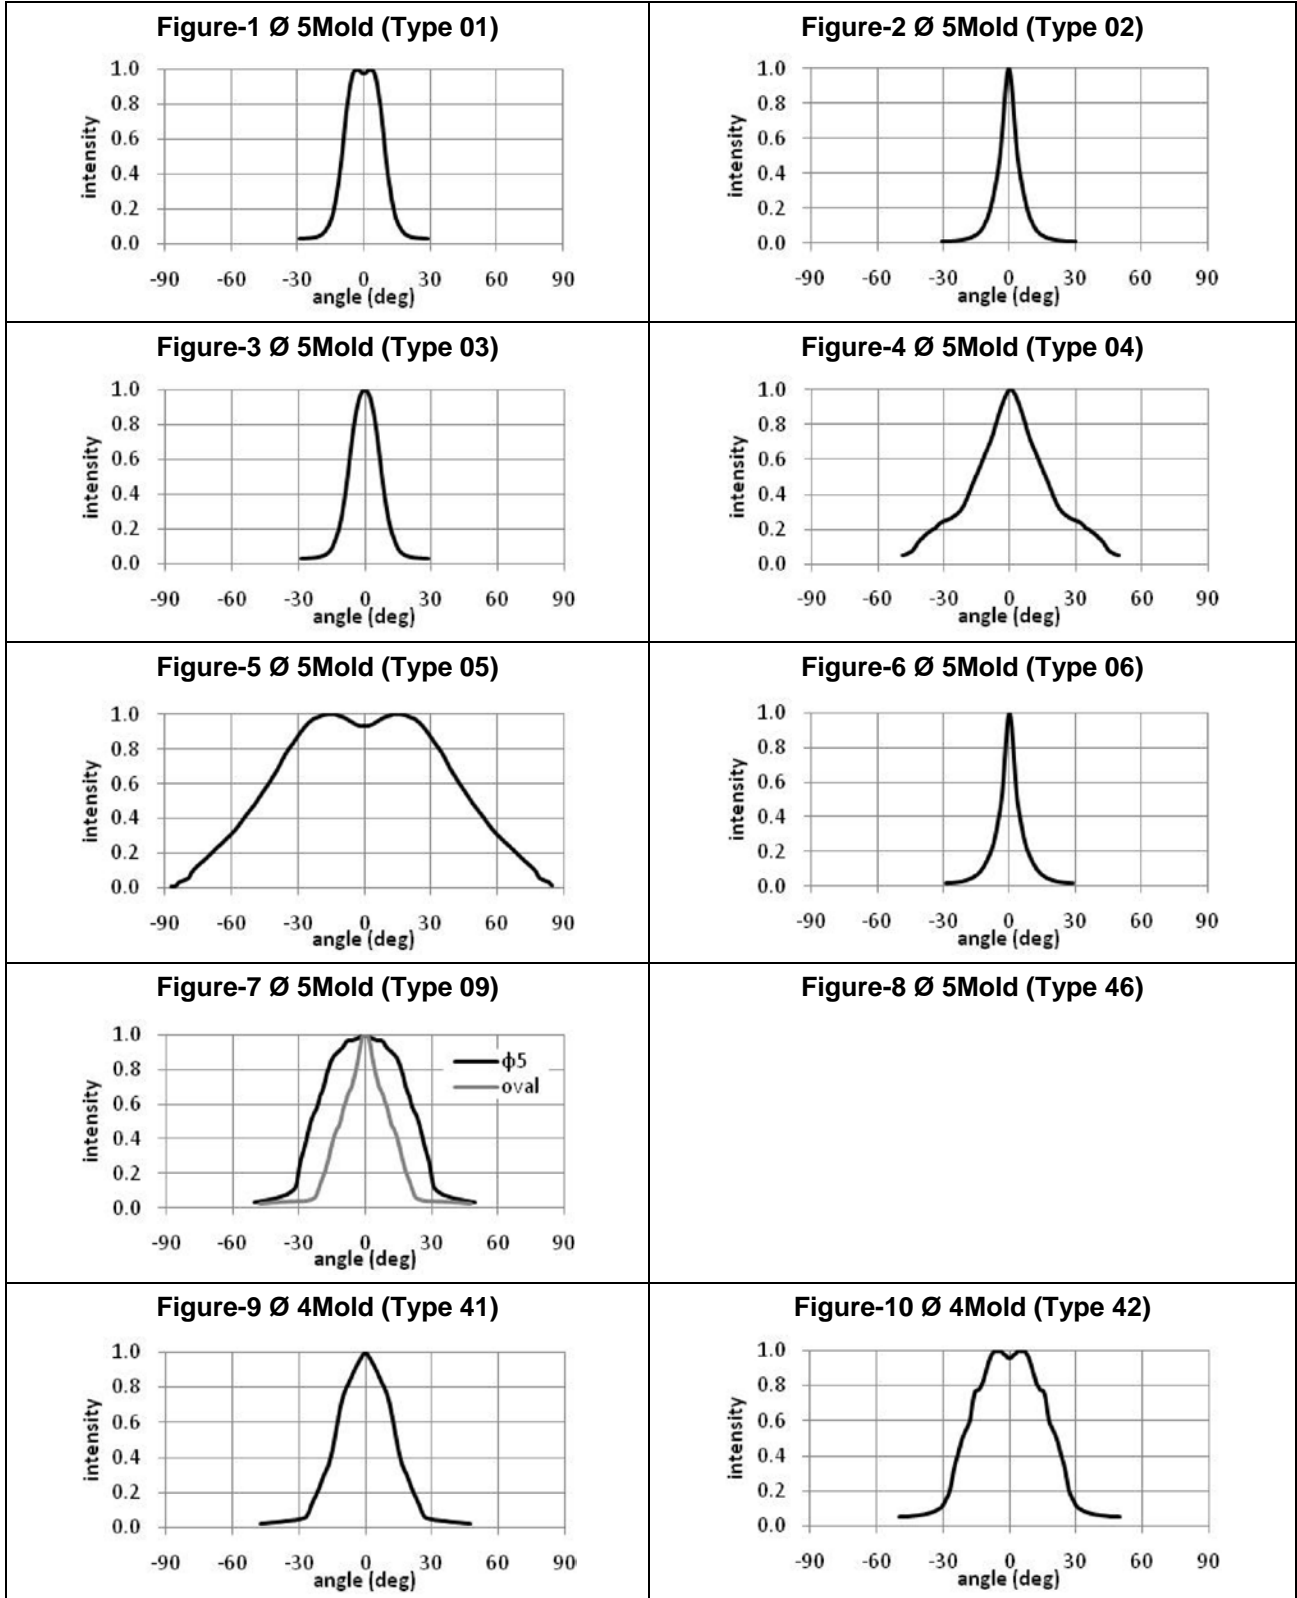 Figure-1 Ø 5Mold (Type 01)
1.0
0.8
0.6
0.4
0.2
0.0
intensity
-90 -60 -30 0 30 60 90
angle (deg)
Figure-2 Ø 5Mold (Type 02)
1.0
0.8
0.6
0.4
0.2
0.0
intensity
-90 -60 -30 0 30 60 90
angle (deg)
Figure-3 Ø 5Mold (Type 03)
1.0
0.8
0.6
0.4
0.2
0.0
intensity
-90 -60 -30 0 30 60 90
angle (deg)
Figure-4 Ø 5Mold (Type 04)
1.0
0.8
0.6
0.4
0.2
0.0
intensity
-90 -60 -30 0 30 60 90
angle (deg)
Figure-5 Ø 5Mold (Type 05)
1.0
0.8
0.6
0.4
0.2
0.0
intensity
-90 -60 -30 0 30 60 90
angle (deg)
Figure-6 Ø 5Mold (Type 06)
1.0
0.8
0.6
0.4
0.2
0.0
intensity
-90 -60 -30 0 30 60 90
angle (deg)
Figure-7 Ø 5Mold (Type 09)
1.0
0.8
0.6
0.4
0.2
0.0
intensity
ϕ5
oval
-90 -60 -30 0 30 60 90
angle (deg)
Figure-8 Ø 5Mold (Type 46)
Figure-9 Ø 4Mold (Type 41)
1.0
0.8
0.6
0.4
0.2
0.0
intensity
-90 -60 -30 0 30 60 90
angle (deg)
Figure-10 Ø 4Mold (Type 42)
1.0
0.8
0.6
0.4
0.2
0.0
intensity
-90 -60 -30 0 30 60 90
angle (deg)